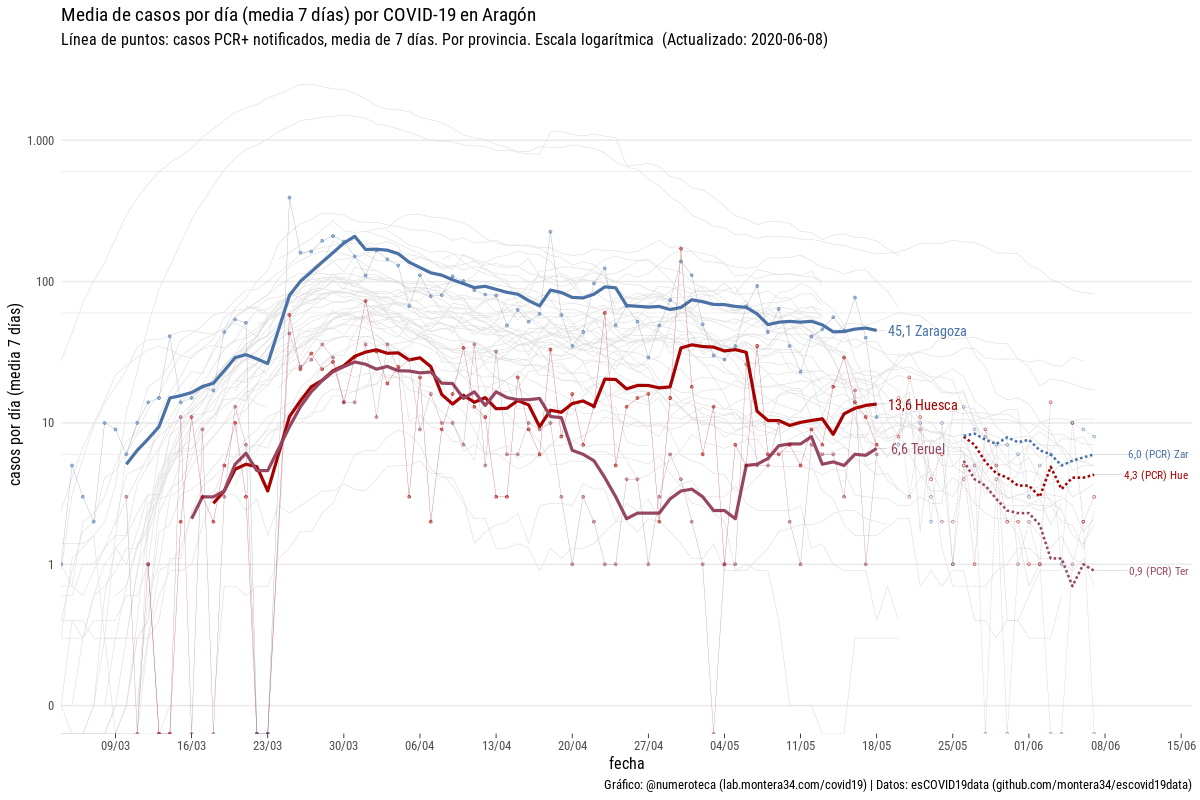 Media de casos por día (media 7 días) por COVID-19 en Aragón
Línea de puntos: casos PCR+ notificados, media de 7 días. Por provincia. Escala logarítmica (Actualizado: 2020-06-08)
casos por día (media 7 días)
1.000
100
10
1
0
45,1 Zaragoza
13,6 Huesca
6,6 Teruel
6,0 (PCR) Zar
4,3 (PCR) Hue
0,9 (PCR) Ter
09/03 16/03 23/03 30/03 06/04 13/04 20/04 27/04 04/05 11/05 18/05 25/05 01/06 08/06 15/06
fecha
Gráfico: @numeroteca (lab.montera34.com/covid19) | Datos: esCOVID19data (github.com/montera34/escovid19data)